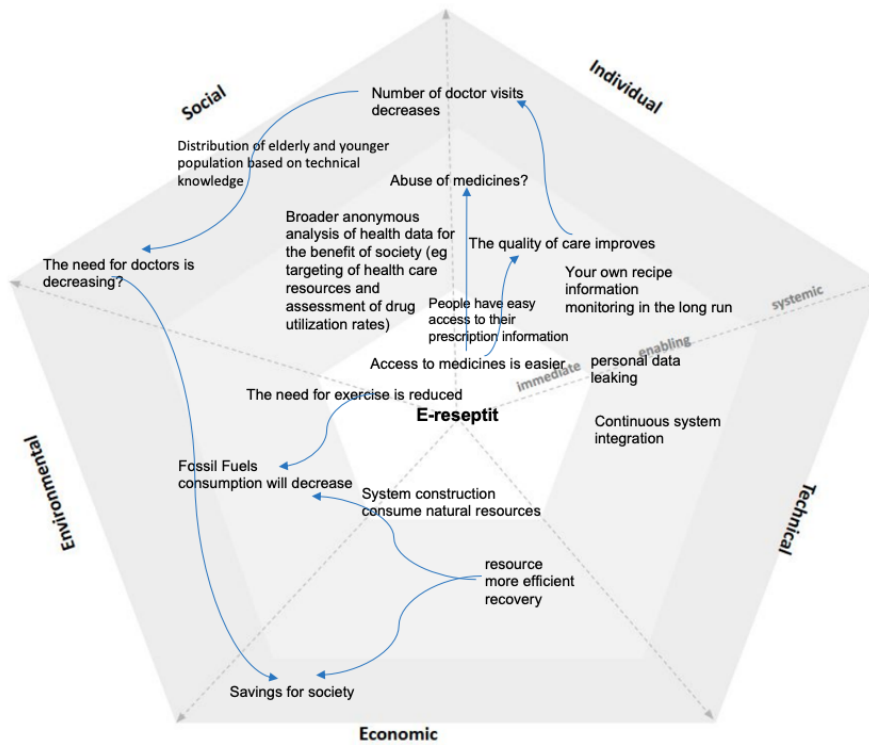 Social
Individual
Number of doctor visits
decreases
Distribution of elderly and younger
population based on technical
knowledge
Abuse of medicines?
Broader anonymous
analysis of health data for
the benefit of society (eg
targeting of health care
resources and
assessment of drug
utilization rates)
The quality of care improves
The need for doctors is
decreasing?
Your own recipe
information
monitoring in the long run
systemic
People have easy
access to their
prescription information
enabling
Access to medicines is easier
immediate
personal data
leaking
The need for exercise is reduced
E-reseptit
Continuous system
integration
Environmental
Fossil Fuels
consumption will decrease
System construction
consume natural resources
Technical
resource
more efficient
recovery
Savings for society
Economic